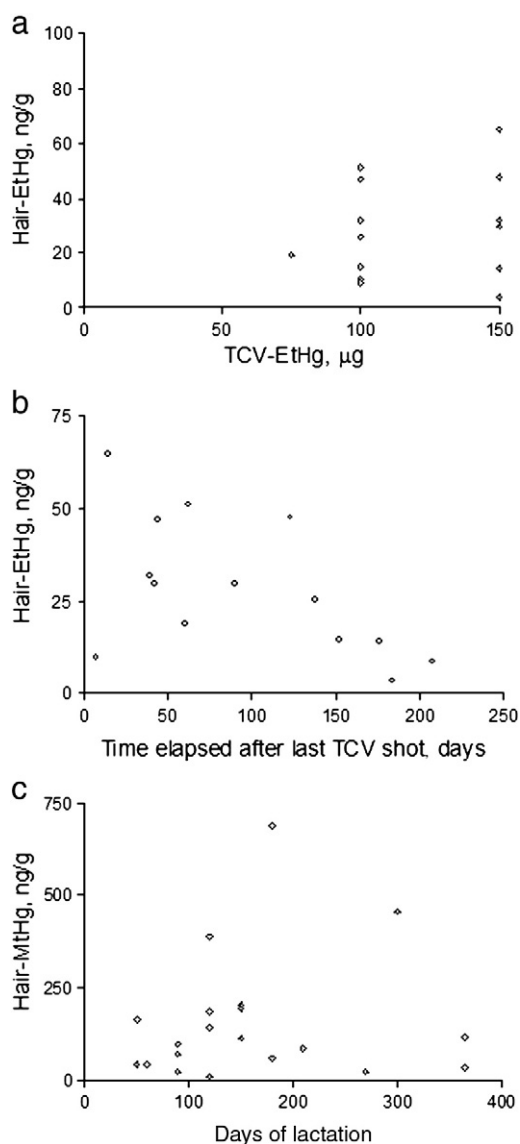 a
Hair-EtHg, ng/g
100
80
60
40
20
0
0 50 100 150
TCV-EtHg, µg
b
Hair-EtHg, ng/g
75
50
25
0
0 50 100 150 200 250
Time elapsed after last TCV shot, days
c
Hair-MtHg, ng/g
750
500
250
0
0 100 200 300 400
Days of lactation